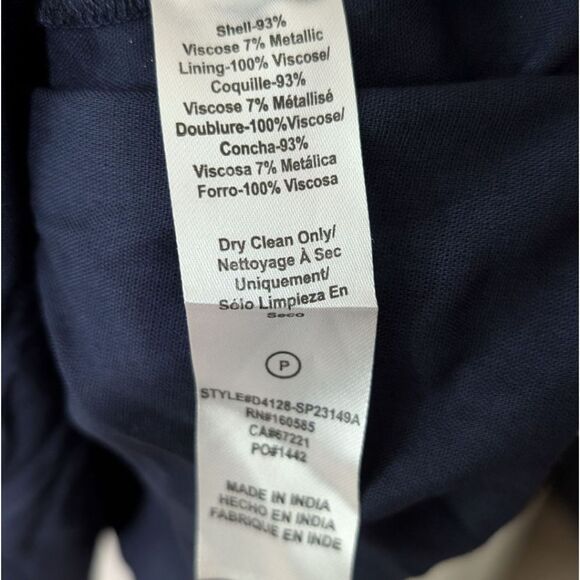 Shell-93%
Viscose 7% Metallic
Lining-100% Viscose/
Coquille-93%
Viscose 7% Métallisé
Doublure-100%Viscose/
Concha-93%
Viscosa 7% Metálica
Forro-100% Viscosa
Dry Clean Only/
Nettoyage À Sec
Uniquement/
Sólo Limpieza En
Seco
P
STYLE#D4128-SP23149A
RN#160585
CA#67221
PO#1442
MADE IN INDIA
HECHO EN INDIA
FABRIQUE EN INDE